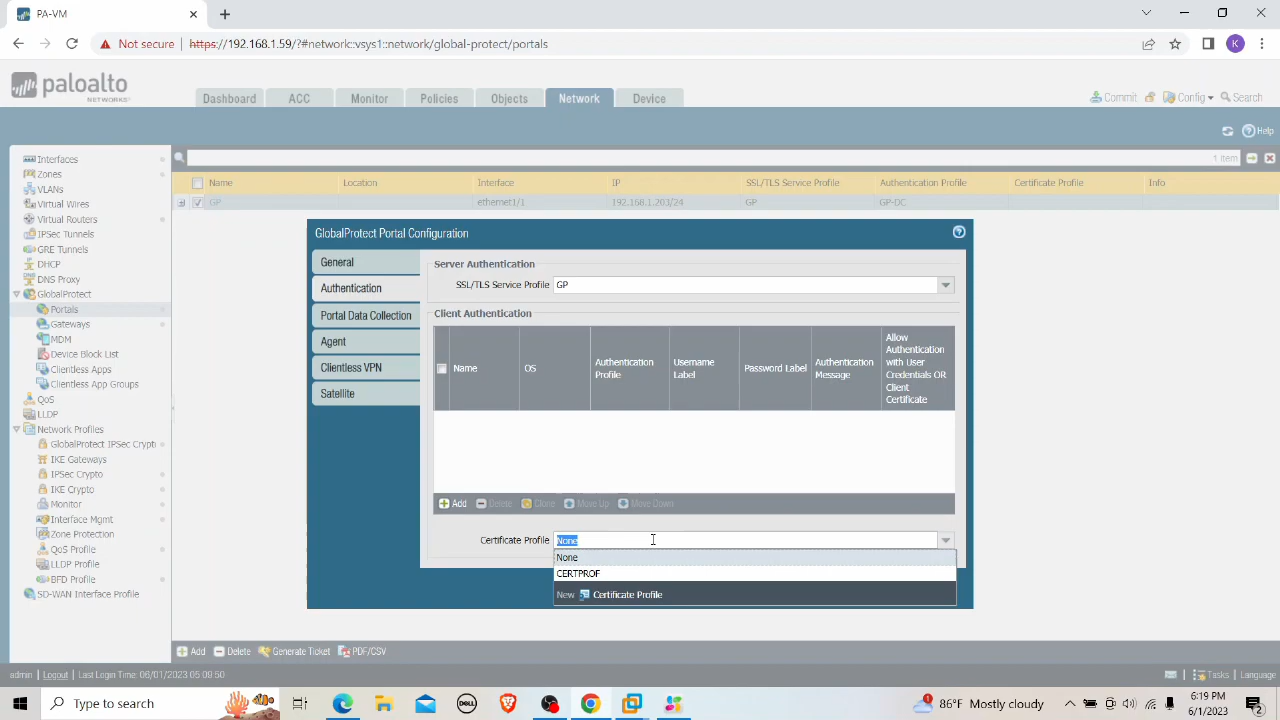 PA-VM
Not secure
https://192.168.1.59/?#network::vsys1::network/global-protect/portals
K
paloalto
NETWORKS
Dashboard
ACC
Monitor
Policies
Objects
Network
Device
Commit
Config
Search
Help
1 item
Interfaces
Zones
VLANs
Virtual Wires
Virtual Routers
IPSec Tunnels
GRE Tunnels
DHCP
DNS Proxy
GlobalProtect
Portals
Gateways
MDM
Device Block List
Clientless Apps
Clientless App Groups
QoS
LLDP
Network Profiles
GlobalProtect IPSec Crypt
IKE Gateways
IPSec Crypto
IKE Crypto
Monitor
Interface Mgmt
Zone Protection
QoS Profile
LLDP Profile
BFD Profile
SD-WAN Interface Profile
Name Location Interface IP SSL/TLS Service Profile Authentication Profile Certificate Profile Info
GP ethernet1/1 192.168.1.203/24 GP GP-DC
GlobalProtect Portal Configuration
General
Authentication
Portal Data Collection
Agent
Clientless VPN
Satellite
Server Authentication
SSL/TLS Service Profile GP
Client Authentication
Name
OS
Authentication
Profile
Username
Label
Password Label
Authentication
Message
Allow
Authentication
with User
Credentials OR
Client
Certificate
Add Delete Clone Move Up Move Down
Certificate Profile None
None
CERTPROF
New Certificate Profile
Add Delete Generate Ticket PDF/CSV
admin | Logout | Last Login Time: 06/01/2023 05:09:50
Tasks | Language
Type to search
DELL
1
86°F Mostly cloudy
6:19 PM
6/1/2023
2